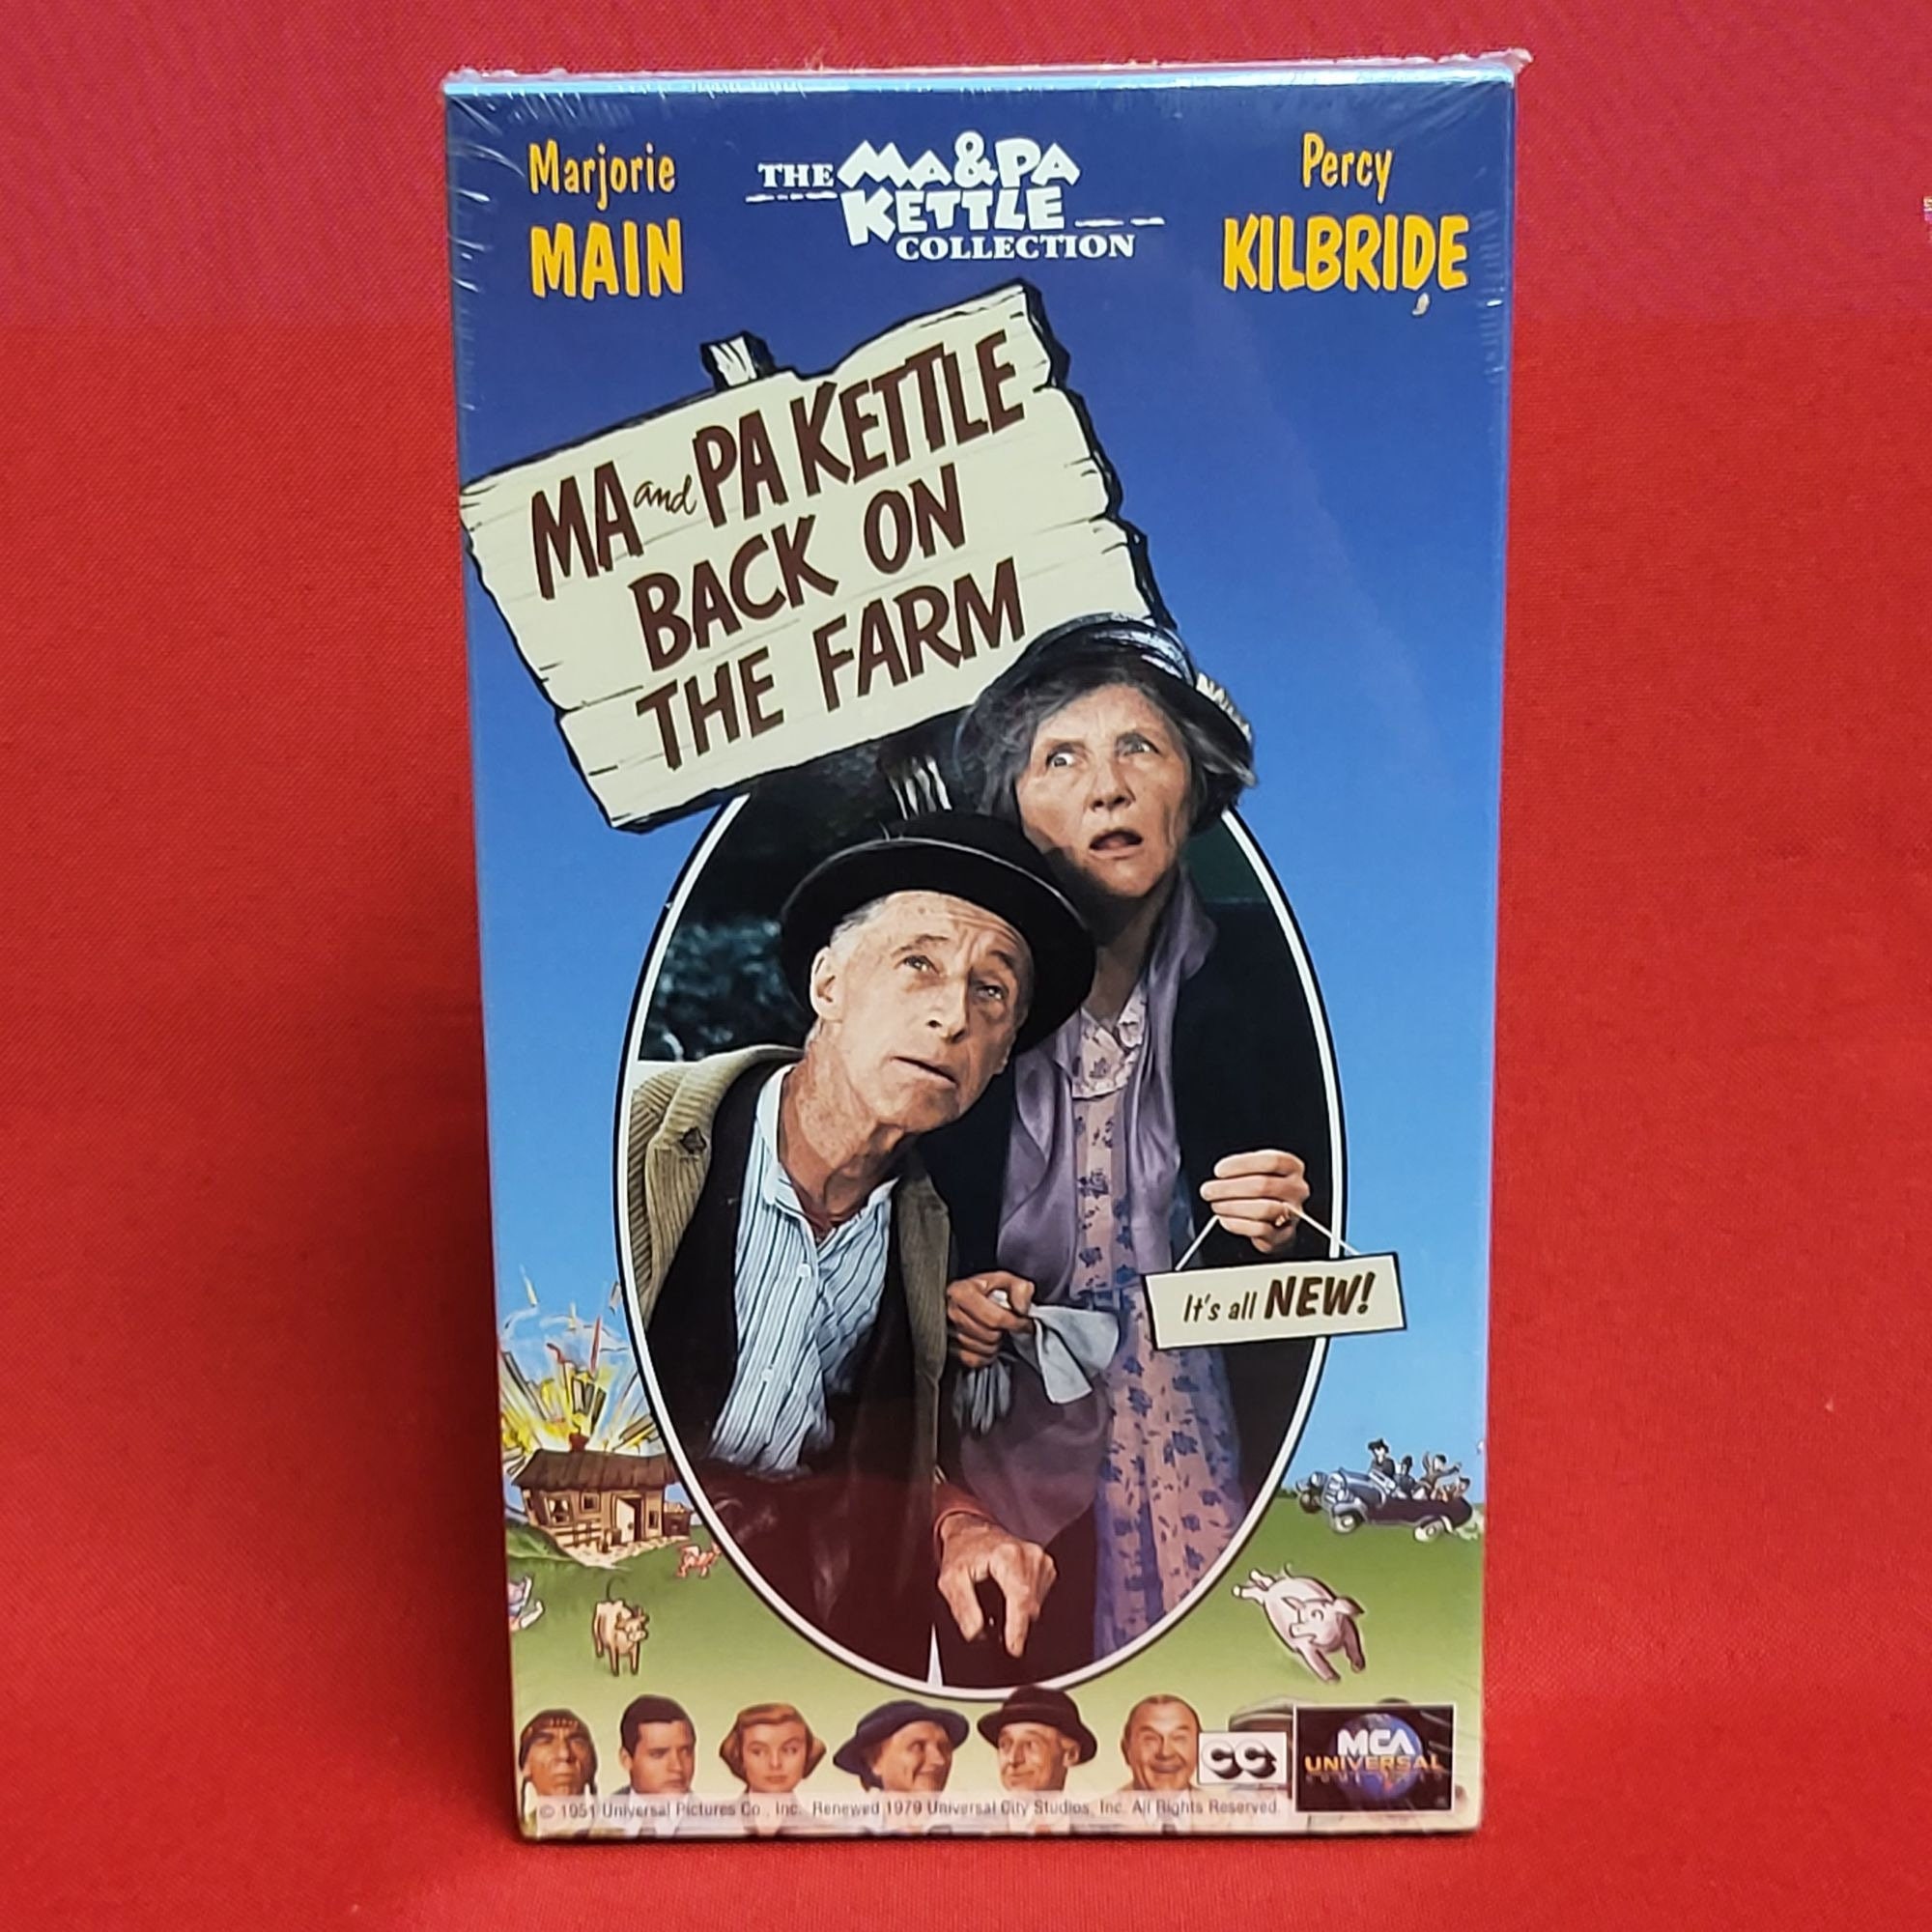 Marjorie
MAIN
THE MA & PA
KETTLE
COLLECTION
Percy
KILBRIDE
MA and PA KETTLE
BACK ON
THE FARM
It's all NEW!
CC
MCA
UNIVERSAL
© 1951 Universal Pictures Co., Inc. Renewed 1979 Universal City Studios, Inc. All Rights Reserved.